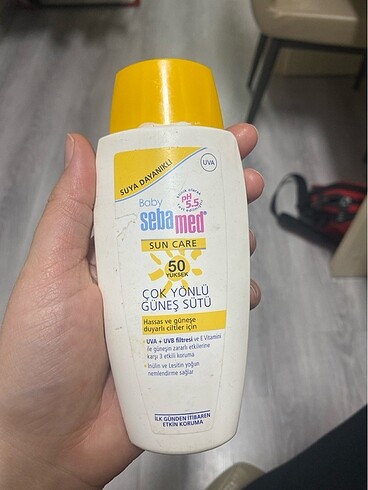 SUYA DAYANIKLI
UVA
Baby
pH
5.5
sebamed
SUN CARE
50
YÜKSEK
ÇOK YÖNLÜ
GÜNEŞ SÜTÜ
Hassas ve güneşe
duyarlı ciltler için
UVA + UVB filtresi ve E Vitamini
ile güneşin zararlı etkilerine
karşı 3 etkili koruma
İnülin ve Lesitin yoğun
nemlendirme sağlar
İLK GÜNDEN İTİBAREN
ETKİN KORUMA